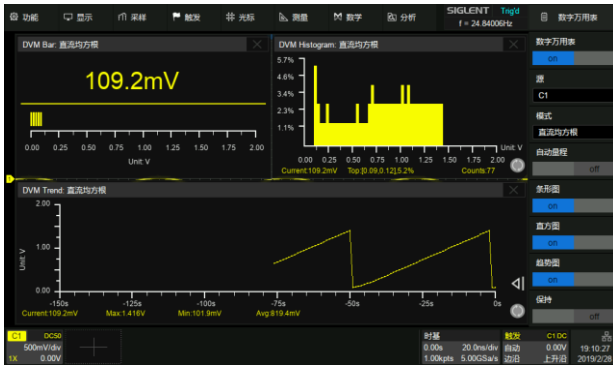 功能 显示 采样 触发 光标 测量 数学 分析 SIGLENT Trig'd 数字万用表
f = 24.84006Hz
DVM Bar: 直流均方根
109.2mV
0.00 0.25 0.50 0.75 1.00 1.25 1.50 1.75 2.00
Unit: V
DVM Histogram: 直流均方根
5.7%
4.6%
3.4%
2.3%
1.1%
0.00 0.25 0.50 0.75 1.00 1.25 1.50 1.75 2.00 Unit: V
Current:109.2mV Top:[0.09,0.12],5.2% Counts:77
DVM Trend: 直流均方根
2.00
1.00
0.00
Unit: V
-150s -125s -100s -75s -50s -25s 0s
Current:109.2mV Max:1.416V Min:101.9mV Avg:819.4mV
数字万用表
on
源
C1
模式
直流均方根
自动量程
off
条形图
on
直方图
on
趋势图
on
保持
off
C1 DC50
500mV/div
1X 0.00V
时基
0.00s 20.0ns/div
1.00kpts 5.00GSa/s
触发 C1 DC
自动 0.00V
边沿 上升沿
19:10:27
2019/2/28